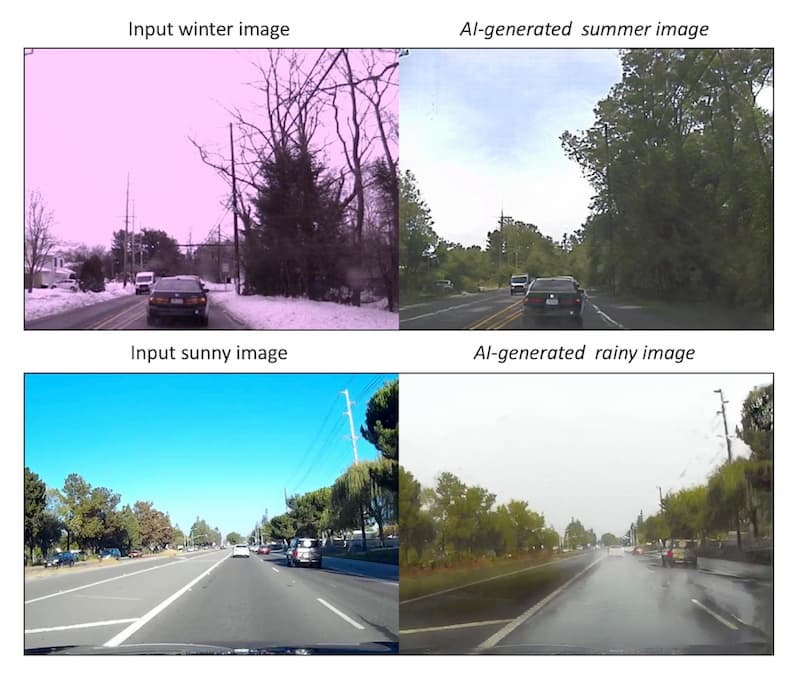 Input winter image
AI-generated summer image
Input sunny image
AI-generated rainy image